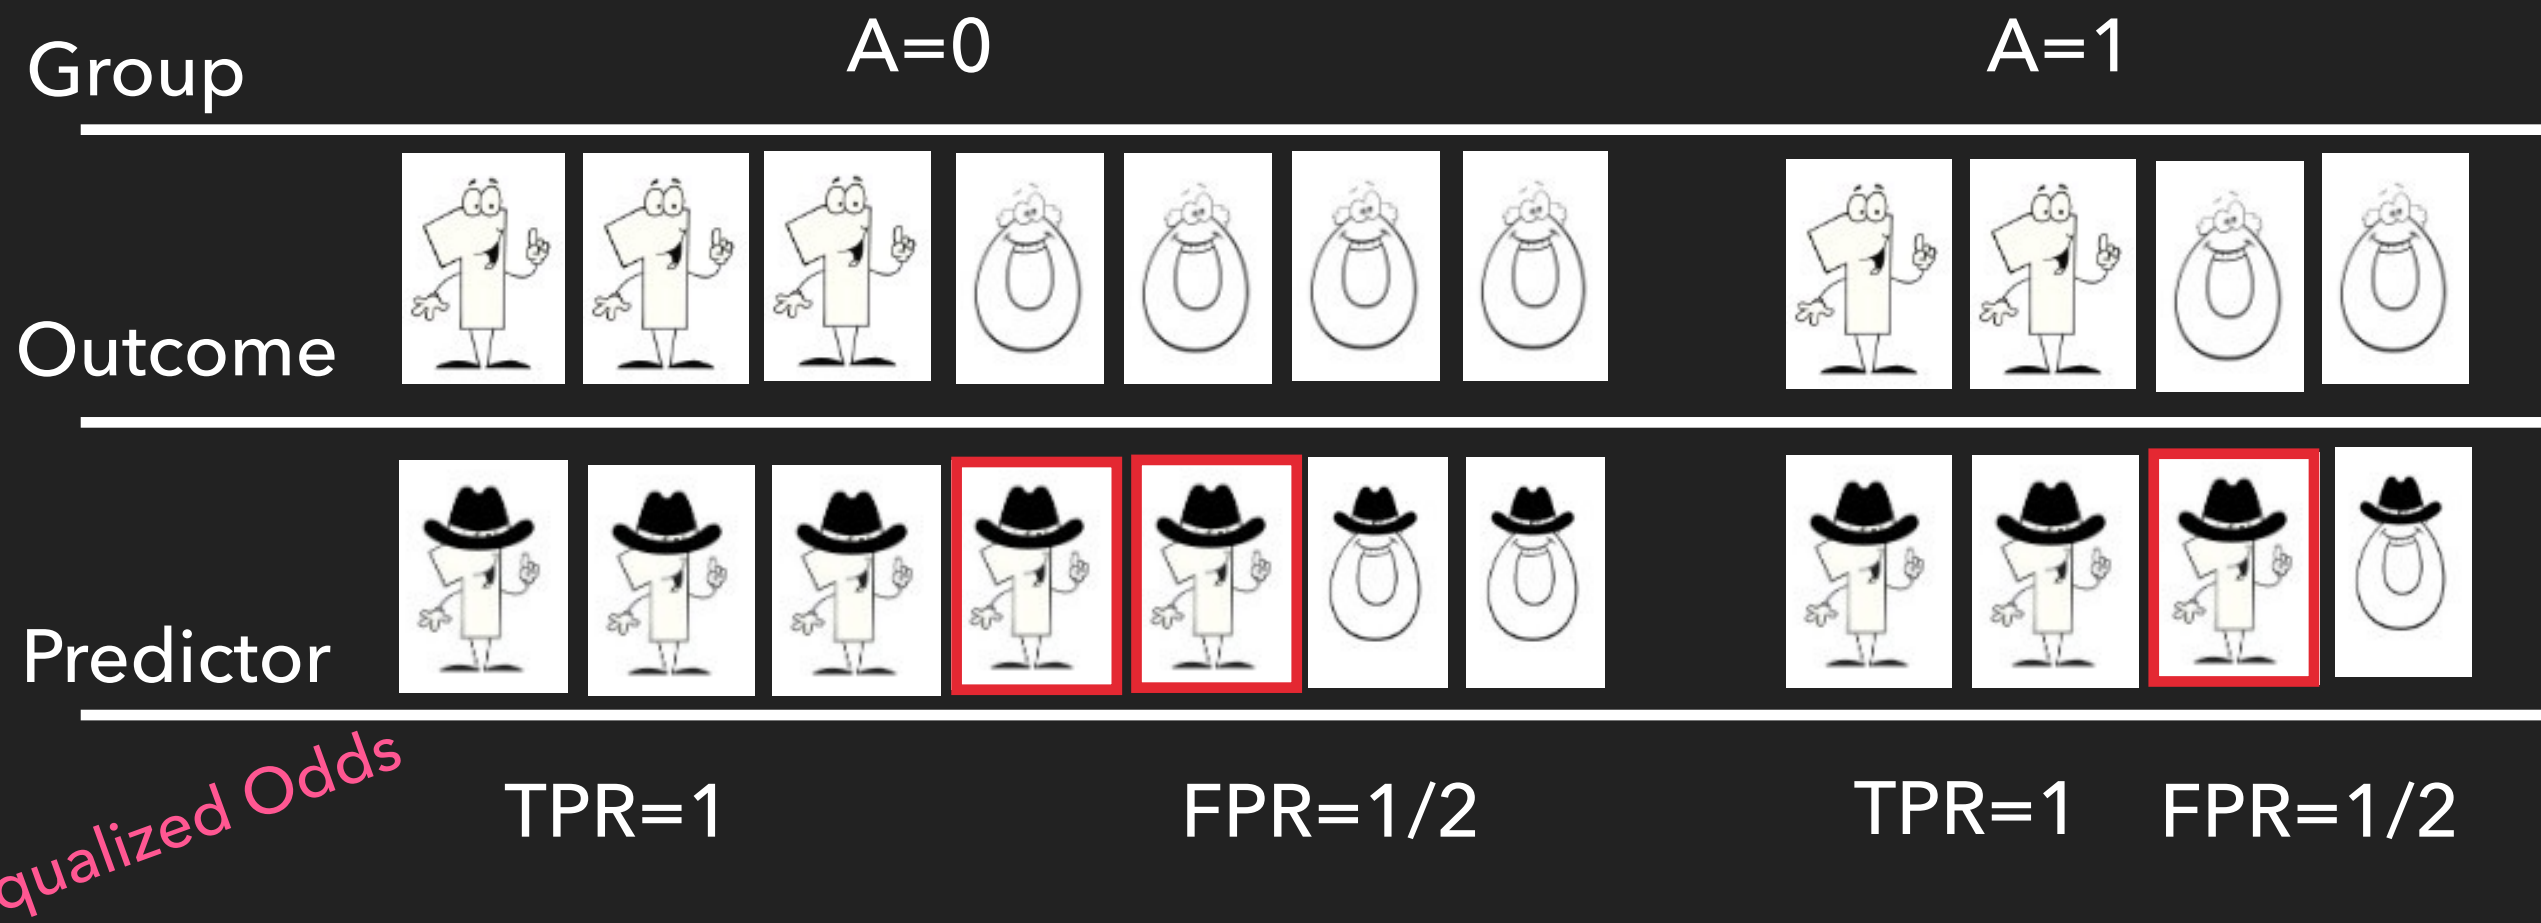 Group
A=0
A=1
Outcome
Predictor
qualized Odds
TPR=1
FPR=1/2
TPR=1
FPR=1/2